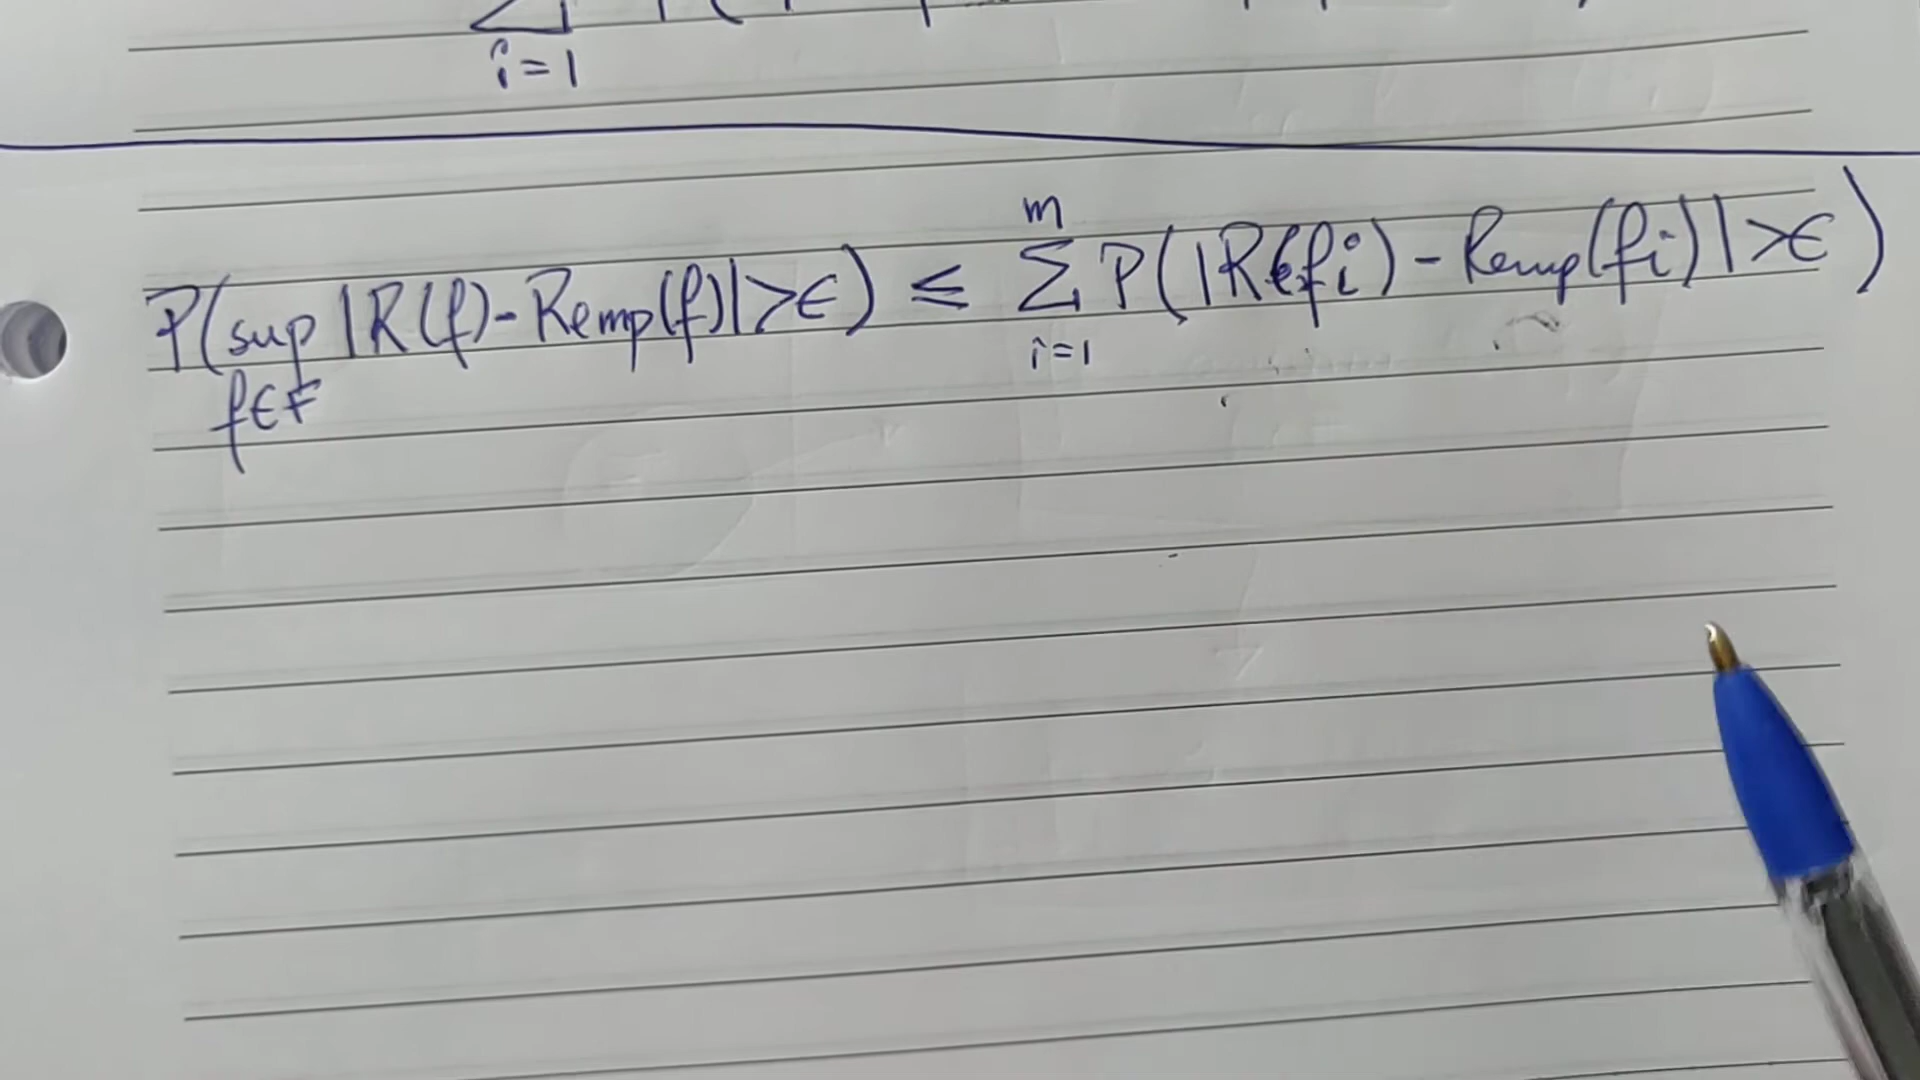 i=1
m
P(sup |R(f)-Remp(f)|>ϵ) ≤ Σ P(|R(fi)-Remp(fi)|>ϵ)
f∈F i=1